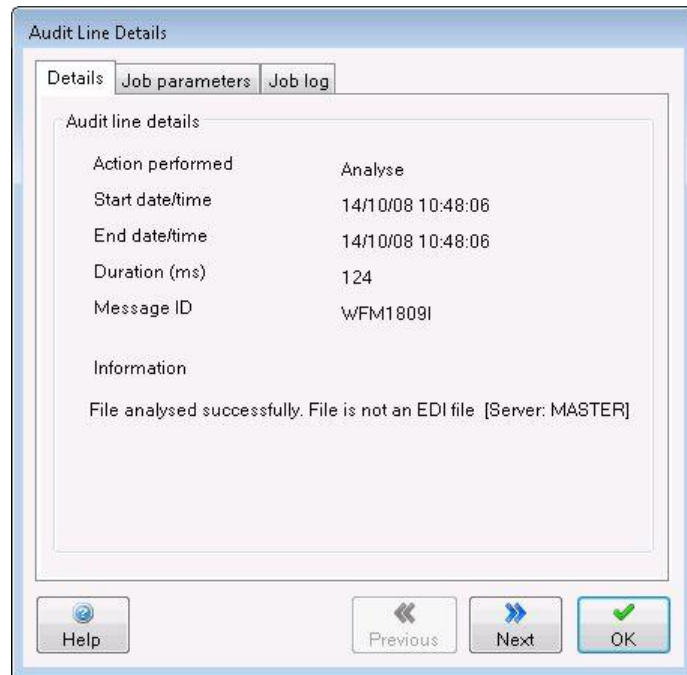 Audit Line Details
Details Job parameters Job log
Audit line details
Action performed Analyse
Start date/time 14/10/08 10:48:06
End date/time 14/10/08 10:48:06
Duration (ms) 124
Message ID WFM1809I
Information
File analysed successfully. File is not an EDI file [Server: MASTER]
Help Previous Next OK